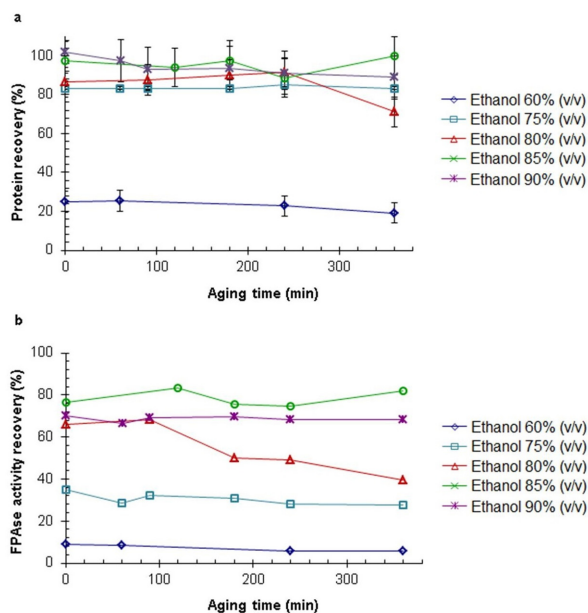 a
Protein recovery (%)
100
80
60
40
20
0
0
100
200
300
Aging time (min)
Ethanol 60% (v/v)
Ethanol 75% (v/v)
Ethanol 80% (v/v)
Ethanol 85% (v/v)
Ethanol 90% (v/v)
b
FPAse activity recovery (%)
100
80
60
40
20
0
0
100
200
300
Aging time (min)
Ethanol 60% (v/v)
Ethanol 75% (v/v)
Ethanol 80% (v/v)
Ethanol 85% (v/v)
Ethanol 90% (v/v)